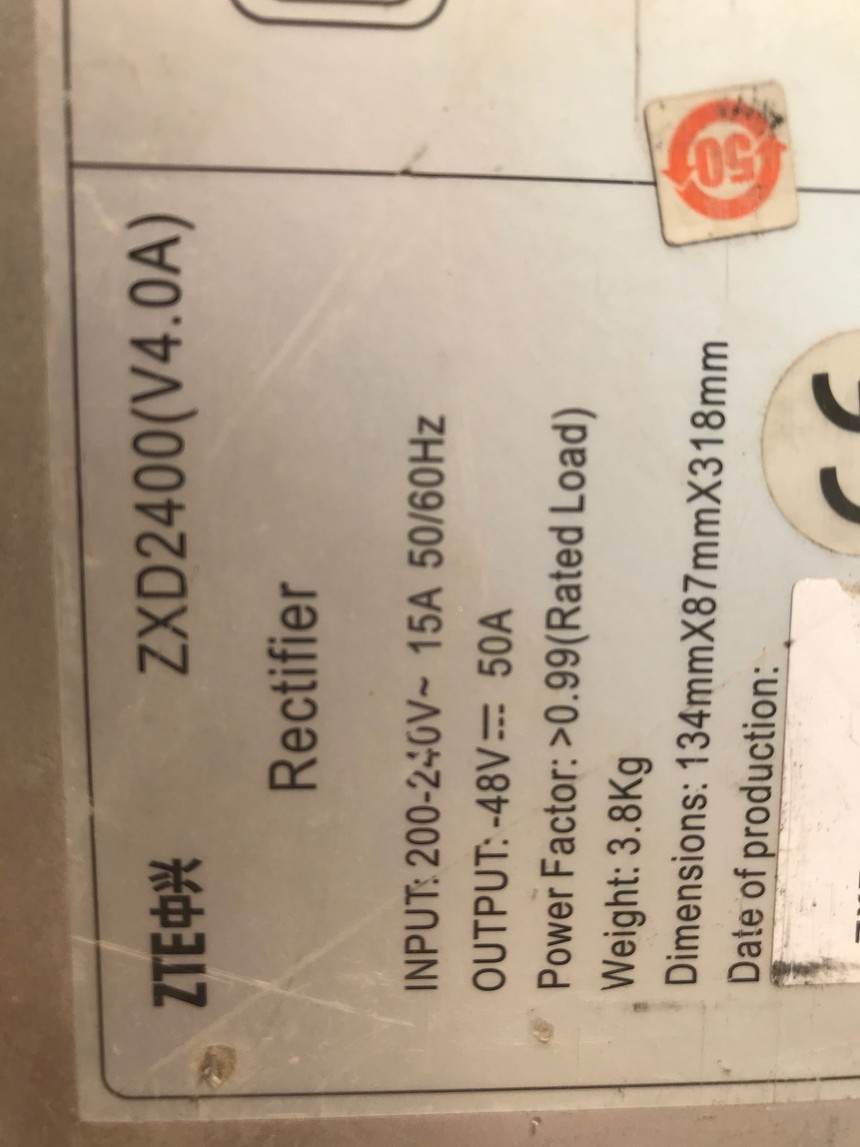 ZTE中兴 ZXD2400(V4.0A)
Rectifier
INPUT: 200-240V~ 15A 50/60Hz
OUTPUT: -48V⎓ 50A
Power Factor: >0.99(Rated Load)
Weight: 3.8Kg
Dimensions: 134mmX87mmX318mm
Date of production:
50
CE